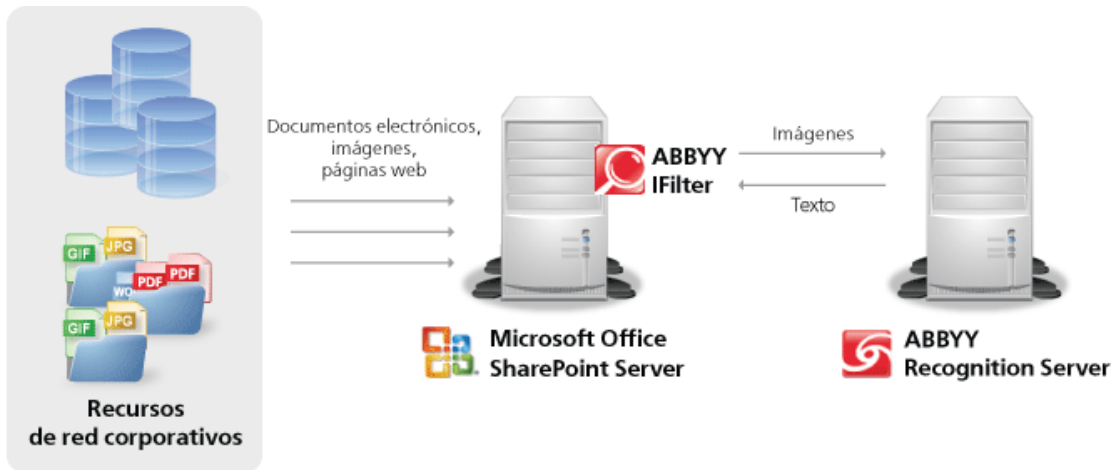 Documentos electrónicos,
imágenes,
páginas web
GIF
JPG
PDF
PDF
GIF
JPG
Recursos
de red corporativos
ABBYY
IFilter
Microsoft Office
SharePoint Server
Imágenes
Texto
ABBYY
Recognition Server